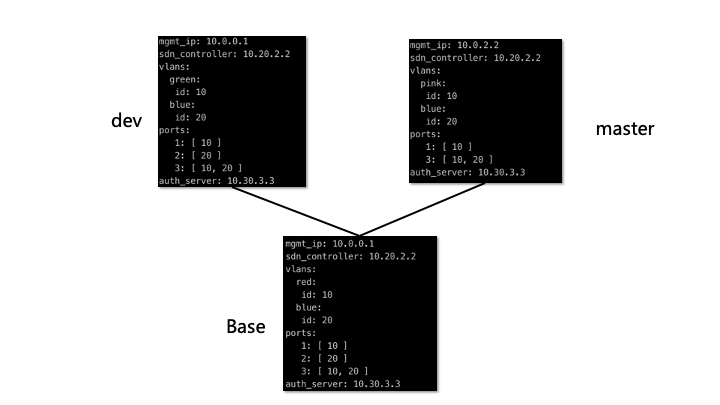 dev
mgmt_ip: 10.0.0.1
sdn_controller: 10.20.2.2
vlans:
  green:
   id: 10
  blue:
   id: 20
ports:
   1: [ 10 ]
   2: [ 20 ]
   3: [ 10, 20 ]
auth_server: 10.30.3.3
mgmt_ip: 10.0.2.2
sdn_controller: 10.20.2.2
vlans:
  pink:
   id: 10
  blue:
   id: 20
ports:
   1: [ 10 ]
   3: [ 10, 20 ]
auth_server: 10.30.3.3
master
Base
mgmt_ip: 10.0.0.1
sdn_controller: 10.20.2.2
vlans:
  red:
   id: 10
  blue:
   id: 20
ports:
   1: [ 10 ]
   2: [ 20 ]
   3: [ 10, 20 ]
auth_server: 10.30.3.3